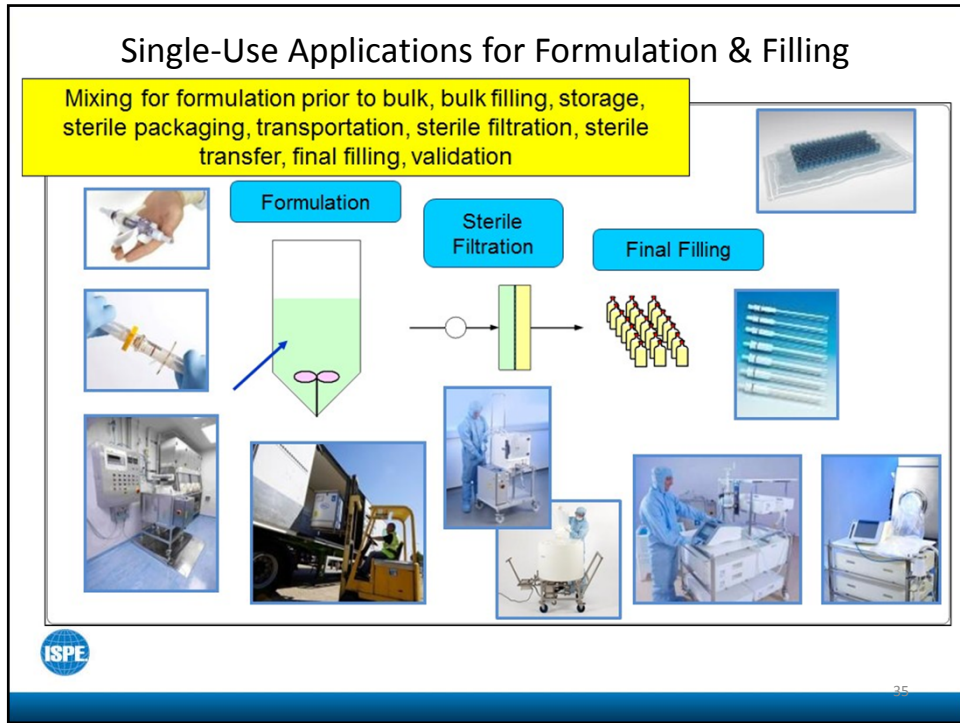 Single-Use Applications for Formulation & Filling
Mixing for formulation prior to bulk, bulk filling, storage,
sterile packaging, transportation, sterile filtration, sterile
transfer, final filling, validation
Formulation
Sterile
Filtration
Final Filling
ISPE
35